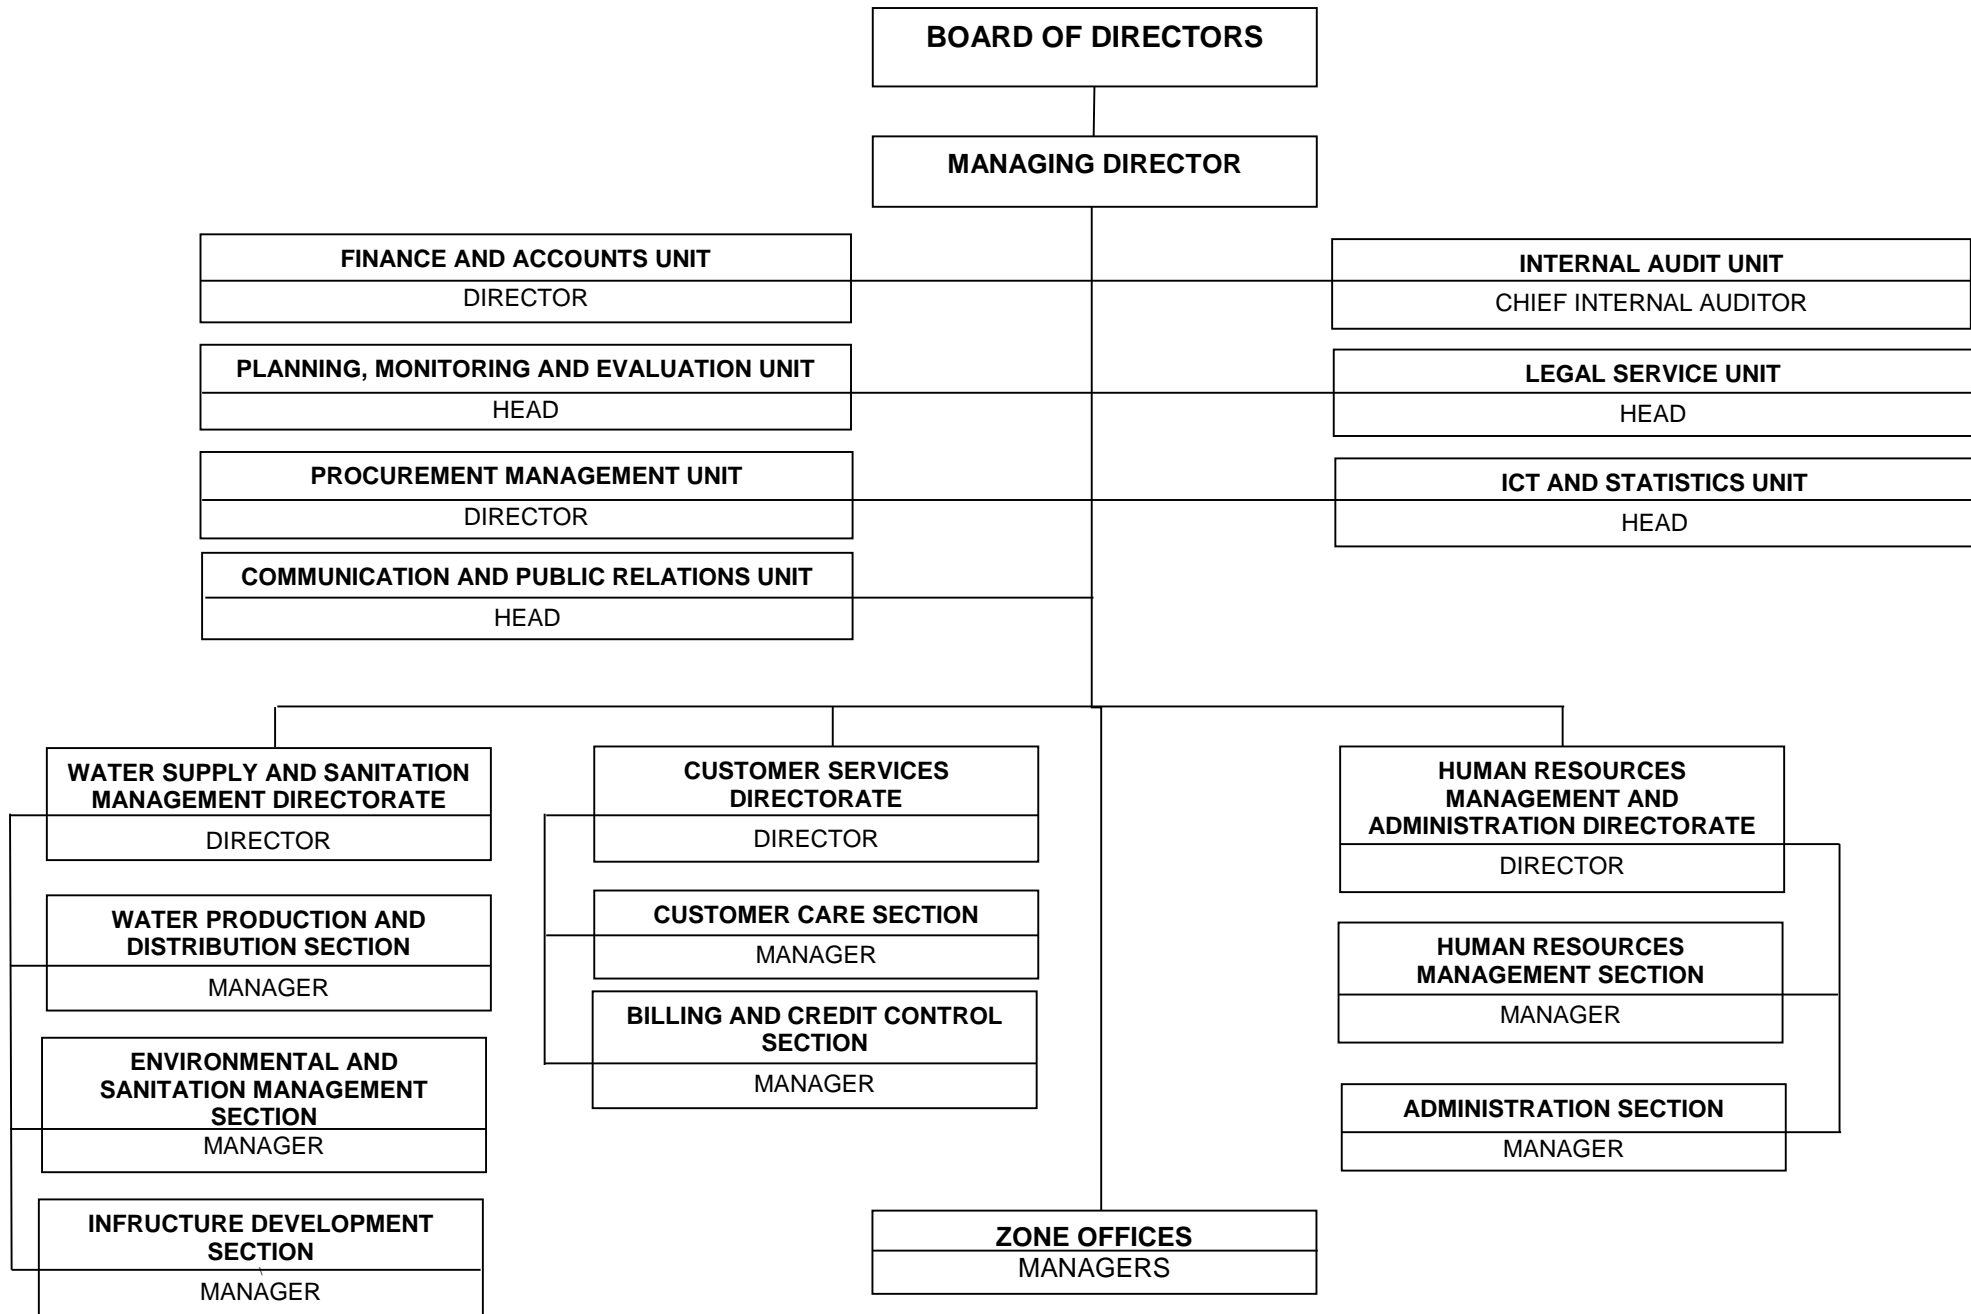 BOARD OF DIRECTORS
MANAGING DIRECTOR
FINANCE AND ACCOUNTS UNIT
DIRECTOR
INTERNAL AUDIT UNIT
CHIEF INTERNAL AUDITOR
PLANNING, MONITORING AND EVALUATION UNIT
HEAD
LEGAL SERVICE UNIT
HEAD
PROCUREMENT MANAGEMENT UNIT
DIRECTOR
ICT AND STATISTICS UNIT
HEAD
COMMUNICATION AND PUBLIC RELATIONS UNIT
HEAD
WATER SUPPLY AND SANITATION
MANAGEMENT DIRECTORATE
DIRECTOR
WATER PRODUCTION AND
DISTRIBUTION SECTION
MANAGER
ENVIRONMENTAL AND
SANITATION MANAGEMENT
SECTION
MANAGER
INFRUCTURE DEVELOPMENT
SECTION
\
MANAGER
CUSTOMER SERVICES
DIRECTORATE
DIRECTOR
CUSTOMER CARE SECTION
MANAGER
BILLING AND CREDIT CONTROL
SECTION
MANAGER
ZONE OFFICES
MANAGERS
HUMAN RESOURCES
MANAGEMENT AND
ADMINISTRATION DIRECTORATE
DIRECTOR
HUMAN RESOURCES
MANAGEMENT SECTION
MANAGER
ADMINISTRATION SECTION
MANAGER